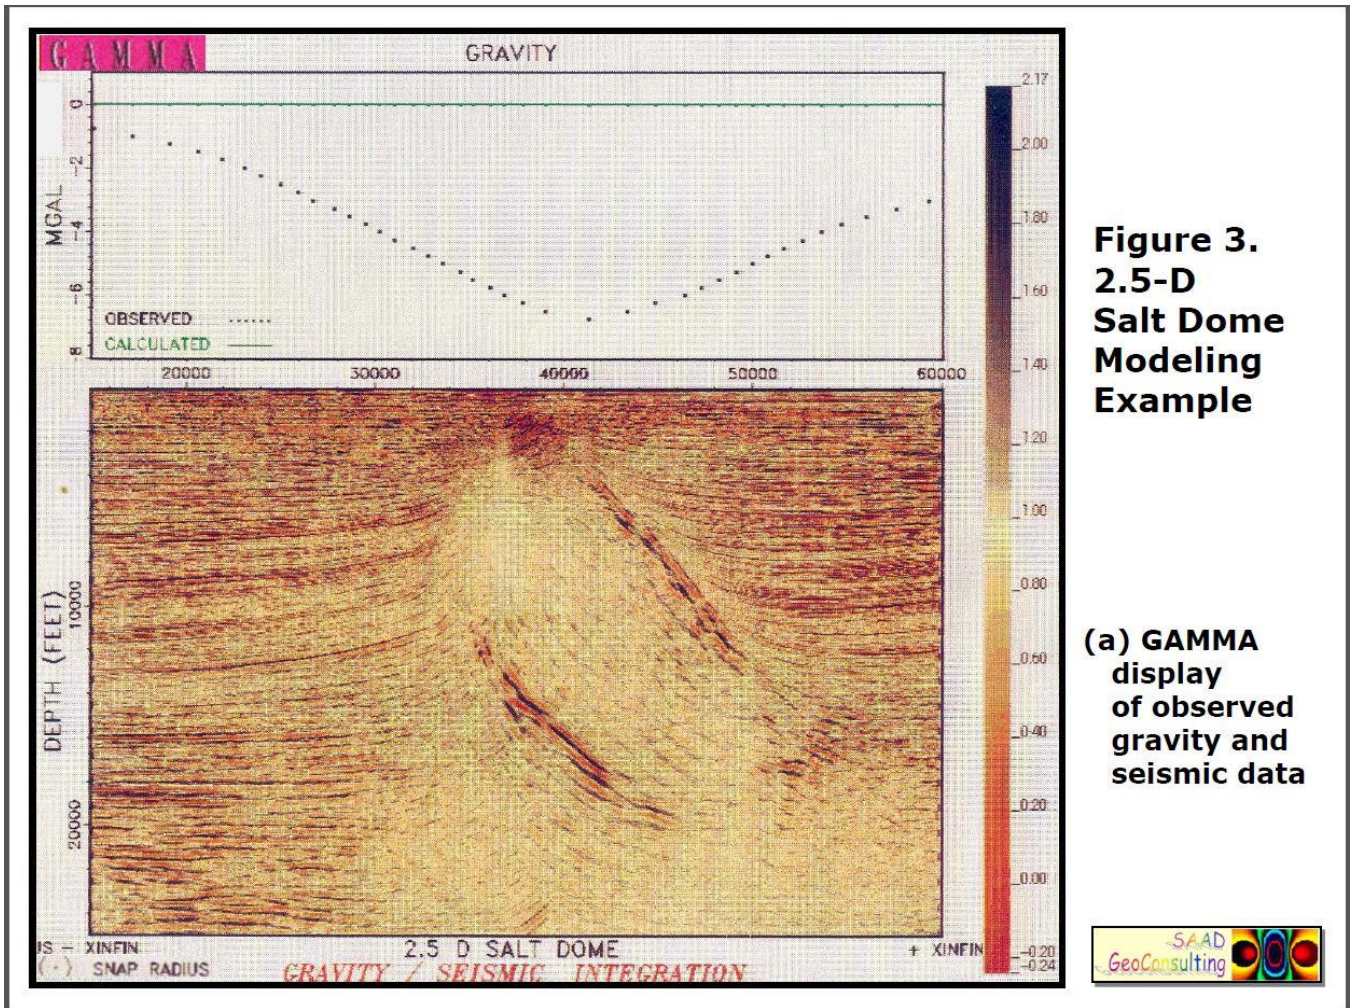 GAMMA
GRAVITY
2.17
2.00
1.80
1.60
1.40
1.20
1.00
0.80
0.60
0.40
0.20
0.00
-0.20
-0.24
MGAL
0
-2
-4
-6
-8
OBSERVED ......
CALCULATED
20000
30000
40000
50000
60000
DEPTH (FEET)
10000
20000
US - XINFIN
2.5 D SALT DOME
+ XINFIN
(·) SNAP RADIUS
GRAVITY / SEISMIC INTEGRATION
Figure 3.
2.5-D
Salt Dome
Modeling
Example
(a) GAMMA
display
of observed
gravity and
seismic data
SAAD
GeoConsulting